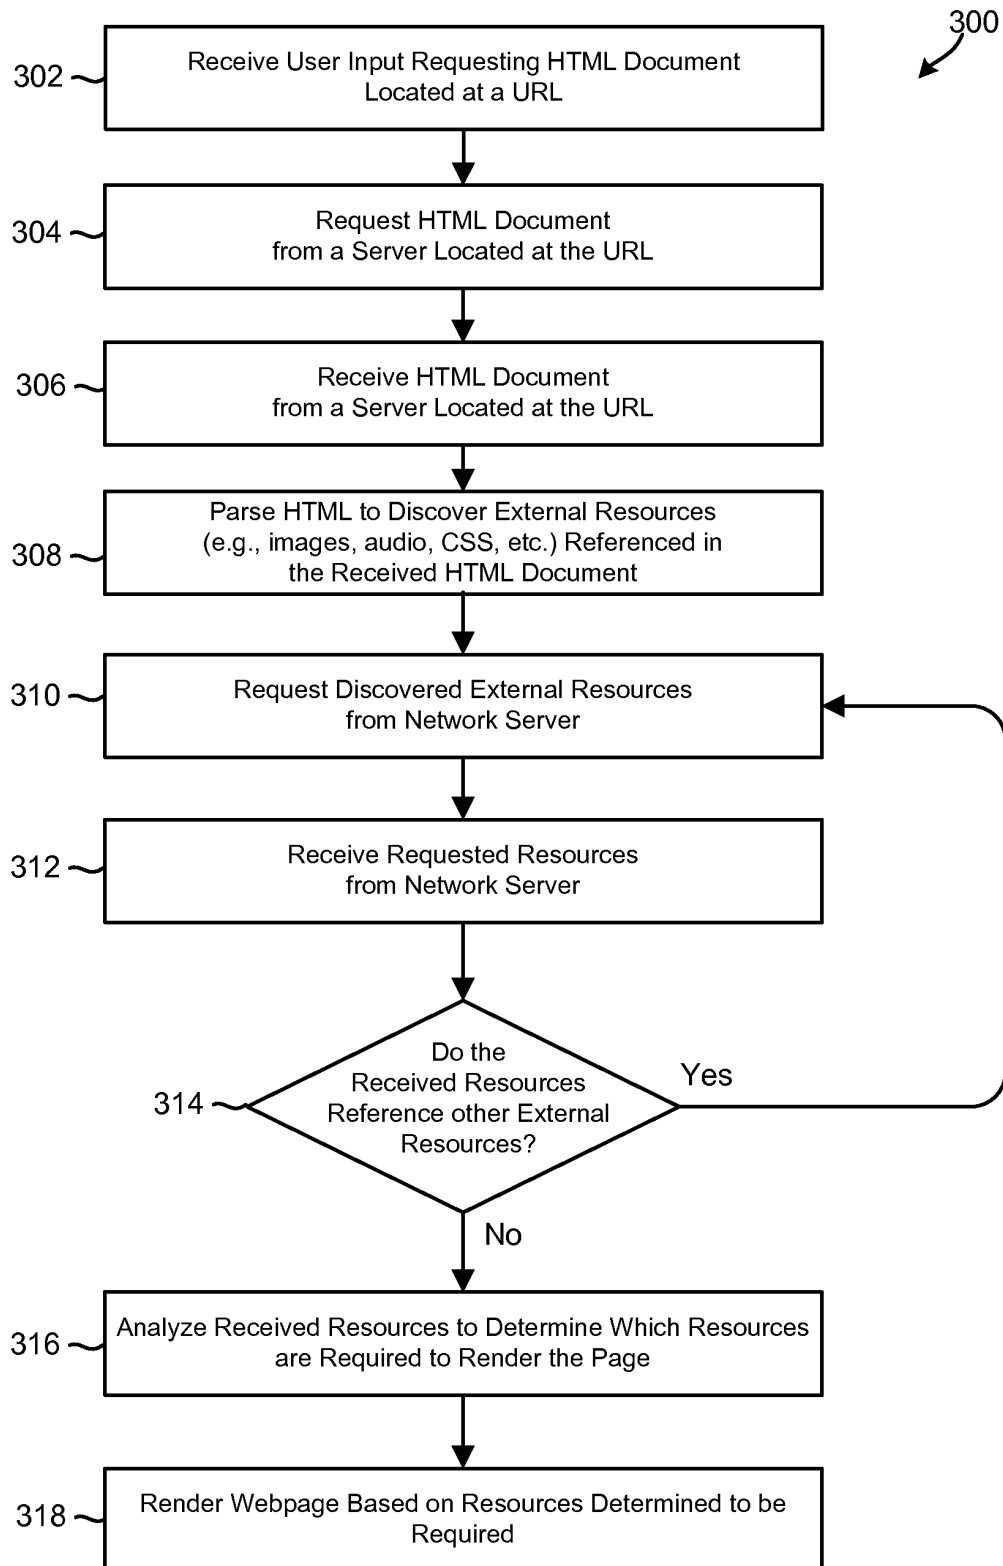 300
302
Receive User Input Requesting HTML Document
Located at a URL
304
Request HTML Document
from a Server Located at the URL
306
Receive HTML Document
from a Server Located at the URL
308
Parse HTML to Discover External Resources
(e.g., images, audio, CSS, etc.) Referenced in
the Received HTML Document
310
Request Discovered External Resources
from Network Server
312
Receive Requested Resources
from Network Server
314
Do the
Received Resources
Reference other External
Resources?
Yes
No
316
Analyze Received Resources to Determine Which Resources
are Required to Render the Page
318
Render Webpage Based on Resources Determined to be
Required